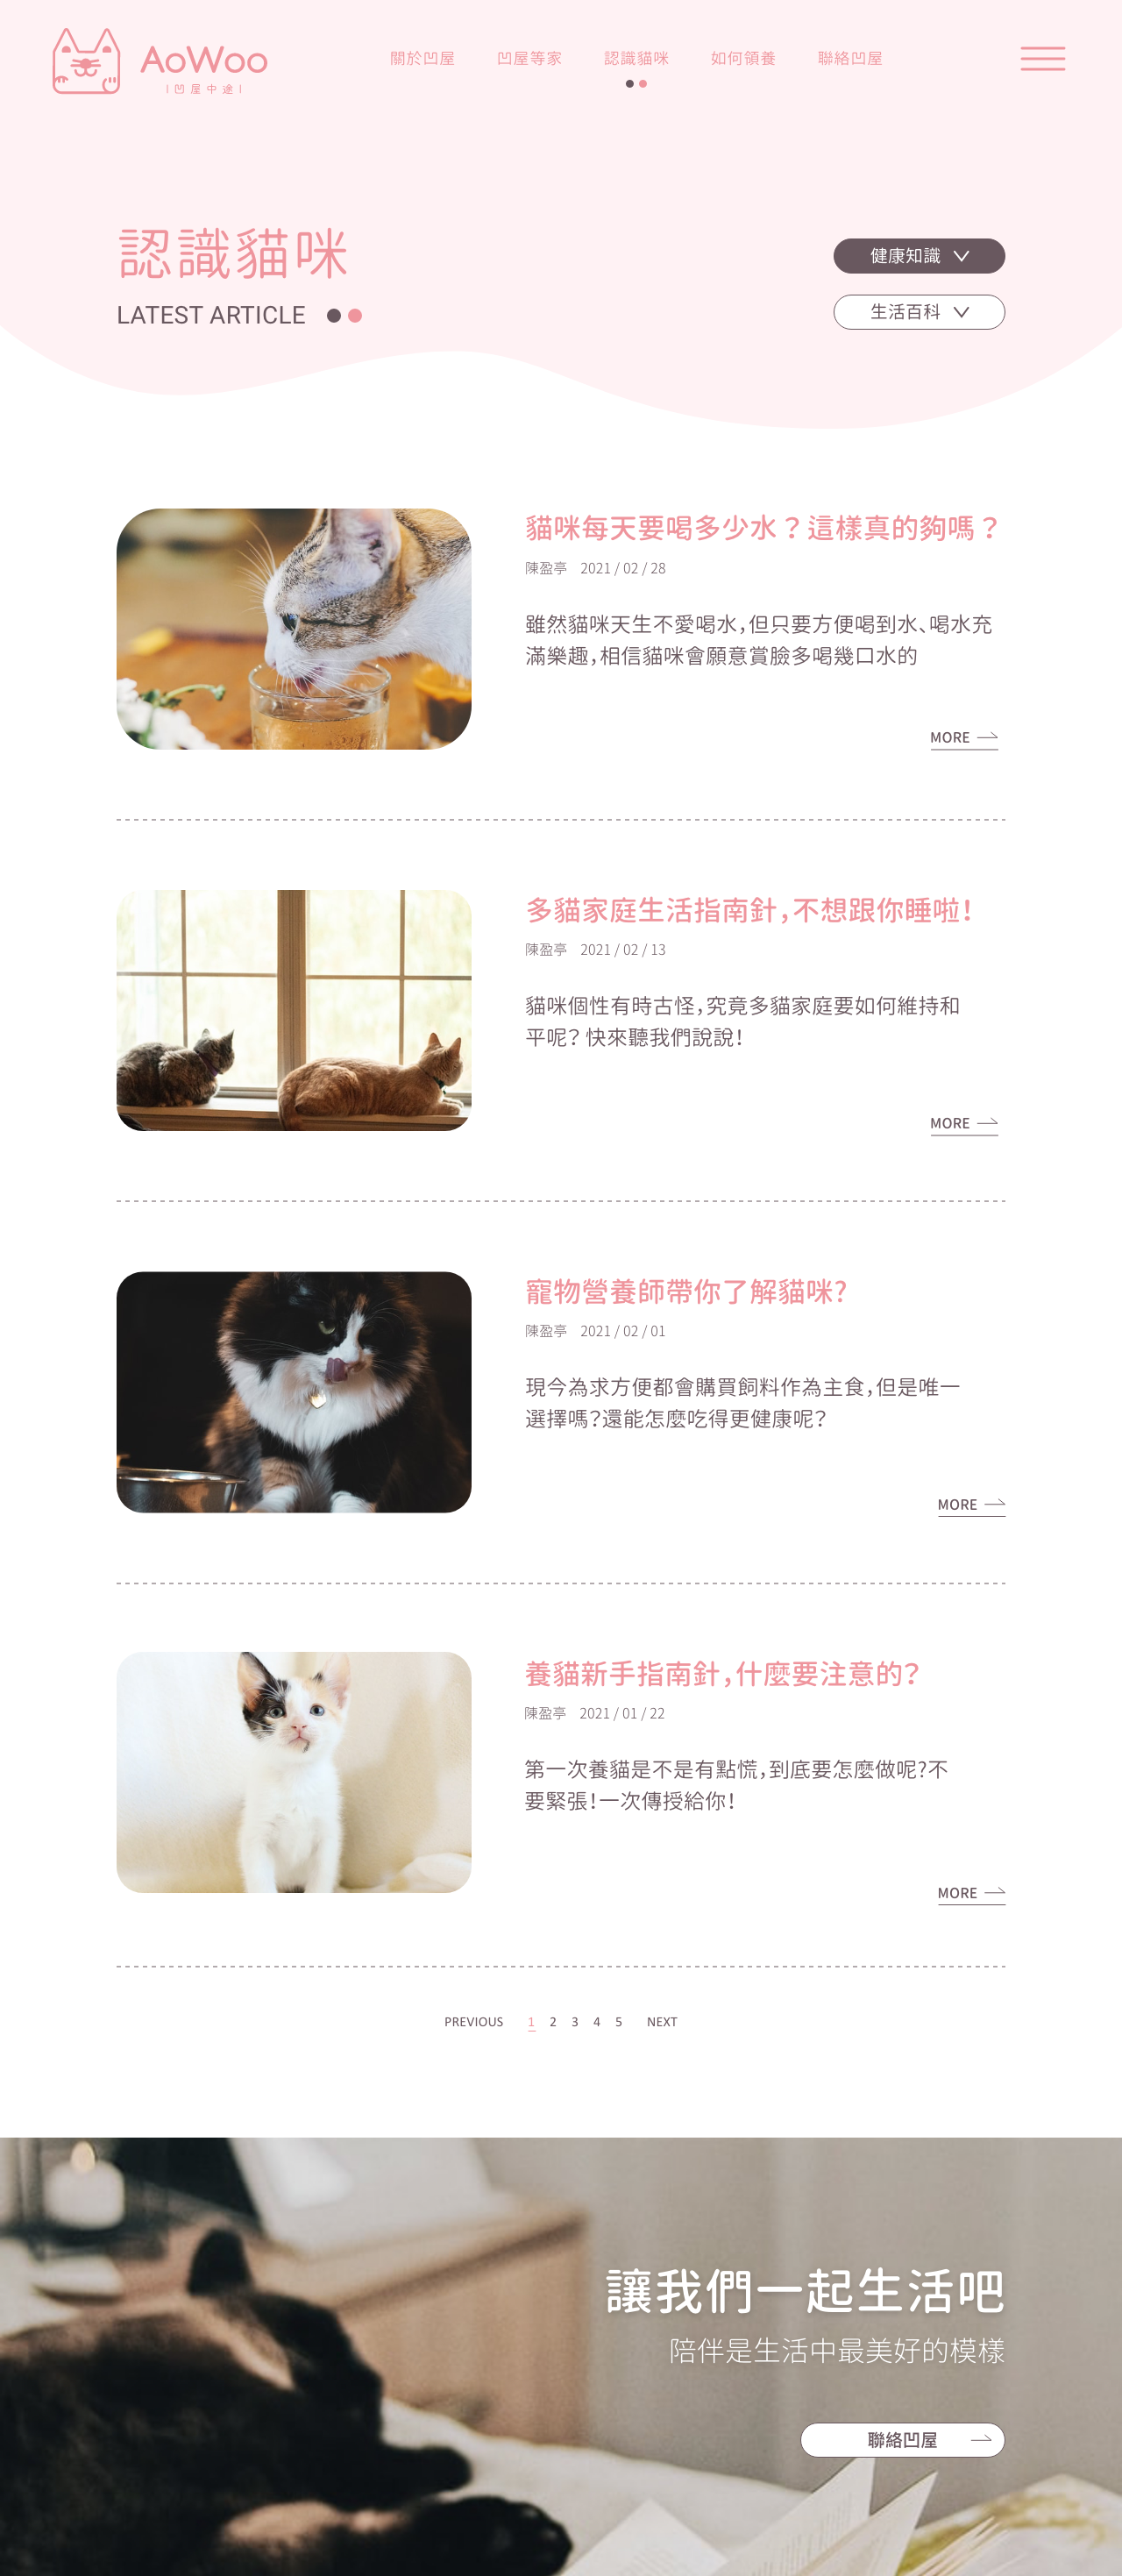 AoWoo
凹屋中途
關於凹屋
凹屋等家
認識貓咪
如何領養
聯絡凹屋
認識貓咪
LATEST ARTICLE
健康知識
生活百科
貓咪每天要喝多少水？這樣真的夠嗎？
陳盈亭 2021 / 02 / 28
雖然貓咪天生不愛喝水，但只要方便喝到水、喝水充
滿樂趣，相信貓咪會願意賞臉多喝幾口水的
MORE
多貓家庭生活指南針，不想跟你睡啦！
陳盈亭 2021 / 02 / 13
貓咪個性有時古怪，究竟多貓家庭要如何維持和
平呢？ 快來聽我們說說！
MORE
寵物營養師帶你了解貓咪?
陳盈亭 2021 / 02 / 01
現今為求方便都會購買飼料作為主食，但是唯一
選擇嗎？還能怎麼吃得更健康呢？
MORE
養貓新手指南針，什麼要注意的？
陳盈亭 2021 / 01 / 22
第一次養貓是不是有點慌，到底要怎麼做呢?不
要緊張！一次傳授給你！
MORE
PREVIOUS 1 2 3 4 5 NEXT
讓我們一起生活吧
陪伴是生活中最美好的模樣
聯絡凹屋